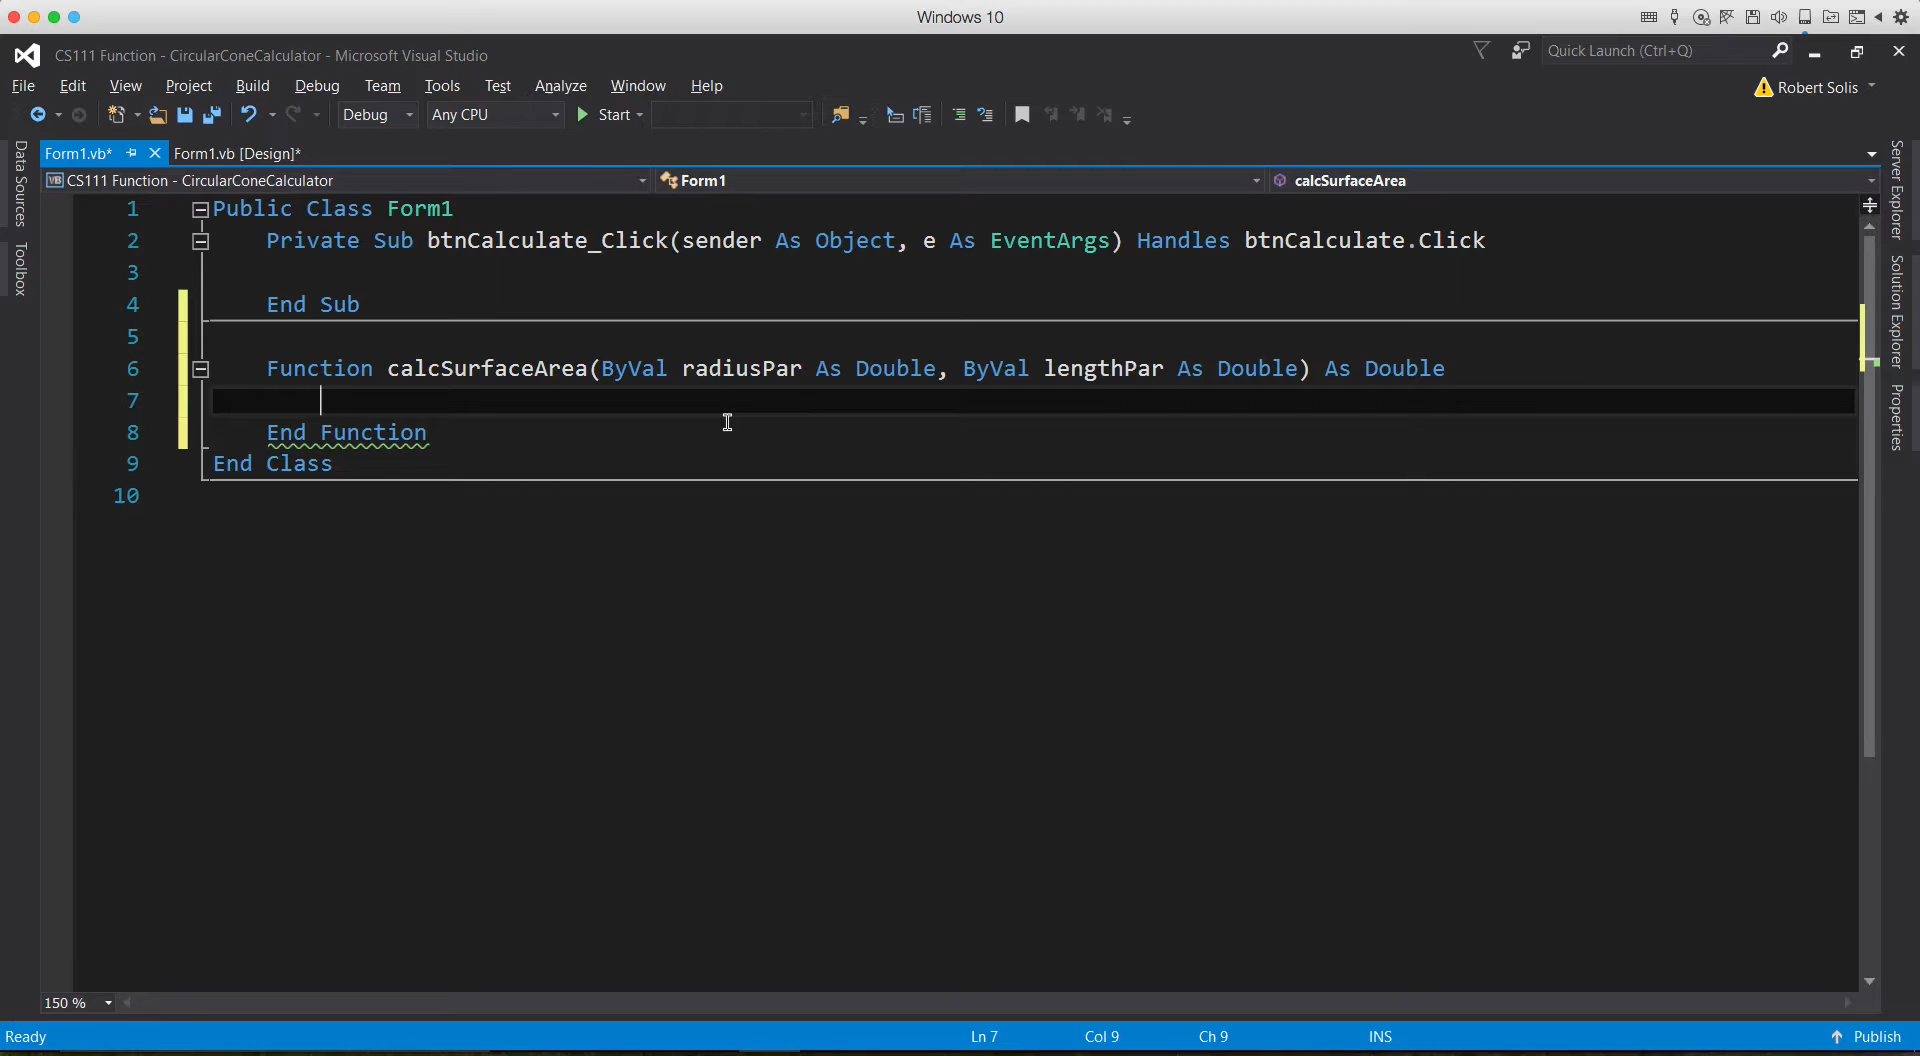 Windows 10
CS111 Function - CircularConeCalculator - Microsoft Visual Studio
Quick Launch (Ctrl+Q)
File Edit View Project Build Debug Team Tools Test Analyze Window Help
Robert Solis
Debug Any CPU Start
Form1.vb* Form1.vb [Design]*
CS111 Function - CircularConeCalculator Form1 calcSurfaceArea
Data Sources
Toolbox
1 Public Class Form1
2 Private Sub btnCalculate_Click(sender As Object, e As EventArgs) Handles btnCalculate.Click
3
4 End Sub
5
6 Function calcSurfaceArea(ByVal radiusPar As Double, ByVal lengthPar As Double) As Double
7
8 End Function
9 End Class
10
Server Explorer
Solution Explorer
Properties
150 %
Ready Ln 7 Col 9 Ch 9 INS Publish